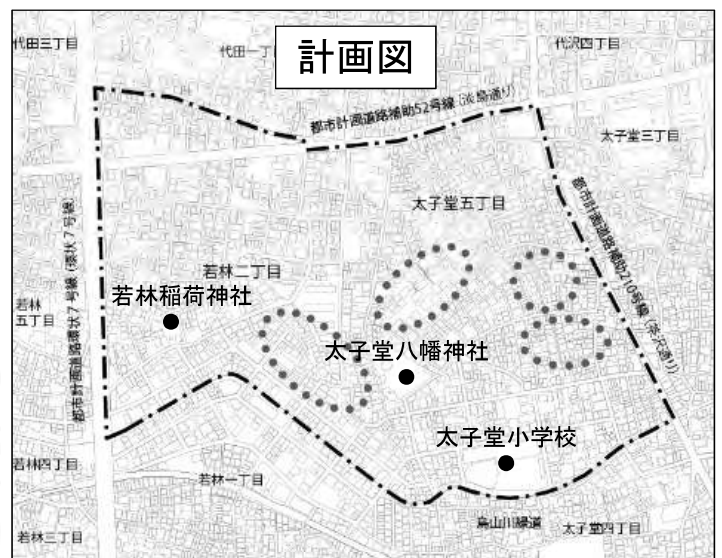 計画図
代田三丁目
代田一丁目
代沢四丁目
都市計画道路補助52号線（淡島通り）
太子堂三丁目
太子堂五丁目
都市計画道路補助210号線（茶沢通り）
都市計画道路環状7号線（環状7号線）
若林二丁目
若林稲荷神社
若林
五丁目
太子堂八幡神社
太子堂小学校
若林四丁目
若林一丁目
烏山川緑道
太子堂四丁目
若林三丁目